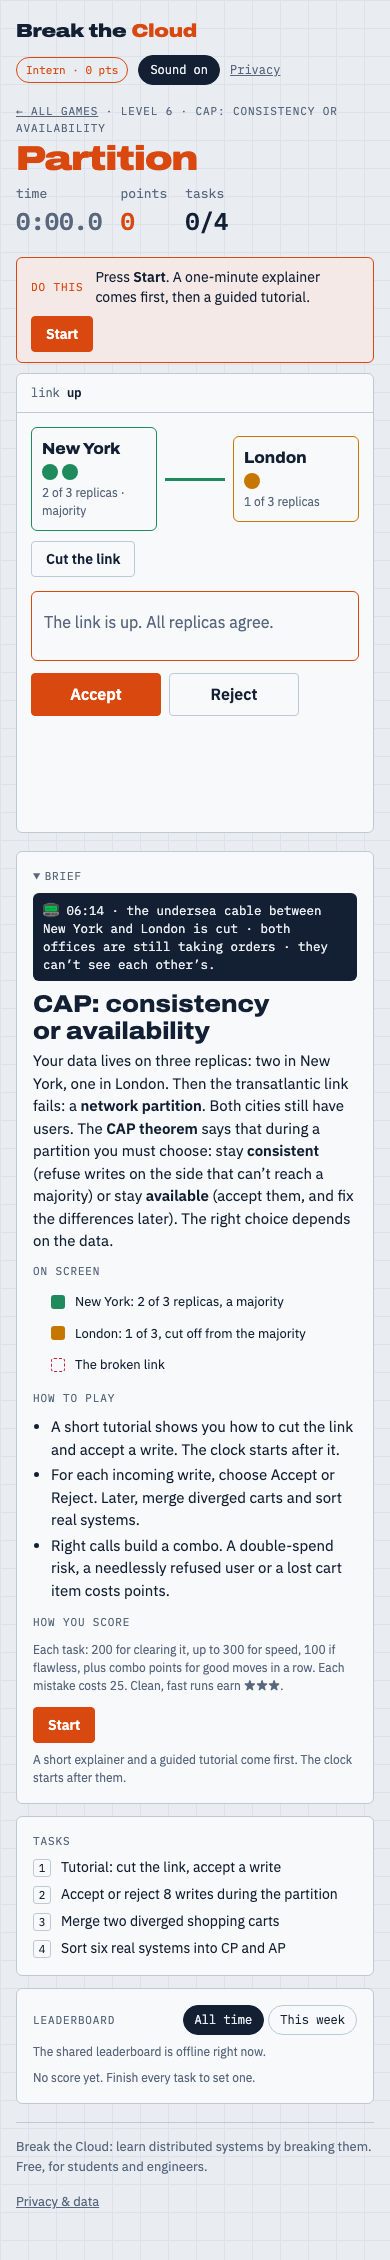 Break the Cloud
Intern · 0 pts
Sound on
Privacy
← ALL GAMES · LEVEL 6 · CAP: CONSISTENCY OR
AVAILABILITY
Partition
time points tasks
0:00.0 0 0/4
DO THIS
Press Start. A one-minute explainer
comes first, then a guided tutorial.
Start
link up
New York
2 of 3 replicas ·
majority
London
1 of 3 replicas
Cut the link
The link is up. All replicas agree.
Accept
Reject
▼ BRIEF
📟 06:14 · the undersea cable between
New York and London is cut · both
offices are still taking orders · they
can’t see each other’s.
CAP: consistency
or availability
Your data lives on three replicas: two in New
York, one in London. Then the transatlantic link
fails: a network partition. Both cities still have
users. The CAP theorem says that during a
partition you must choose: stay consistent
(refuse writes on the side that can’t reach a
majority) or stay available (accept them, and fix
the differences later). The right choice depends
on the data.
ON SCREEN
New York: 2 of 3 replicas, a majority
London: 1 of 3, cut off from the majority
The broken link
HOW TO PLAY
• A short tutorial shows you how to cut the link
and accept a write. The clock starts after it.
• For each incoming write, choose Accept or
Reject. Later, merge diverged carts and sort
real systems.
• Right calls build a combo. A double-spend
risk, a needlessly refused user or a lost cart
item costs points.
HOW YOU SCORE
Each task: 200 for clearing it, up to 300 for speed, 100 if
flawless, plus combo points for good moves in a row. Each
mistake costs 25. Clean, fast runs earn ★★★.
Start
A short explainer and a guided tutorial come first. The clock
starts after them.
TASKS
1 Tutorial: cut the link, accept a write
2 Accept or reject 8 writes during the partition
3 Merge two diverged shopping carts
4 Sort six real systems into CP and AP
LEADERBOARD
All time
This week
The shared leaderboard is offline right now.
No score yet. Finish every task to set one.
Break the Cloud: learn distributed systems by breaking them.
Free, for students and engineers.
Privacy & data